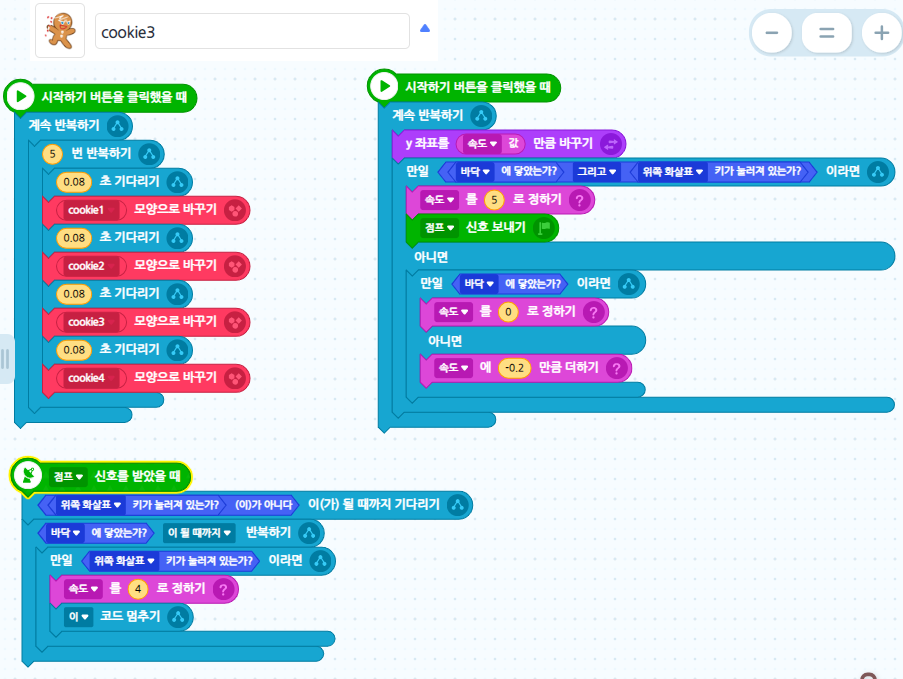 cookie3
시작하기 버튼을 클릭했을 때
계속 반복하기
5 번 반복하기
0.08 초 기다리기
cookie1 모양으로 바꾸기
0.08 초 기다리기
cookie2 모양으로 바꾸기
0.08 초 기다리기
cookie3 모양으로 바꾸기
0.08 초 기다리기
cookie4 모양으로 바꾸기
시작하기 버튼을 클릭했을 때
계속 반복하기
y 좌표를 속도 값 만큼 바꾸기
만일 바닥 에 닿았는가? 그리고 위쪽 화살표 키가 눌러져 있는가? 이라면
속도 를 5 로 정하기 ?
점프 신호 보내기
아니면
만일 바닥 에 닿았는가? 이라면
속도 를 0 로 정하기 ?
아니면
속도 에 -0.2 만큼 더하기 ?
점프 신호를 받았을 때
위쪽 화살표 키가 눌러져 있는가? (이)가 아니다 이(가) 될 때까지 기다리기
바닥 에 닿았는가? 이 될 때까지 반복하기
만일 위쪽 화살표 키가 눌러져 있는가? 이라면
속도 를 4 로 정하기 ?
이 코드 멈추기